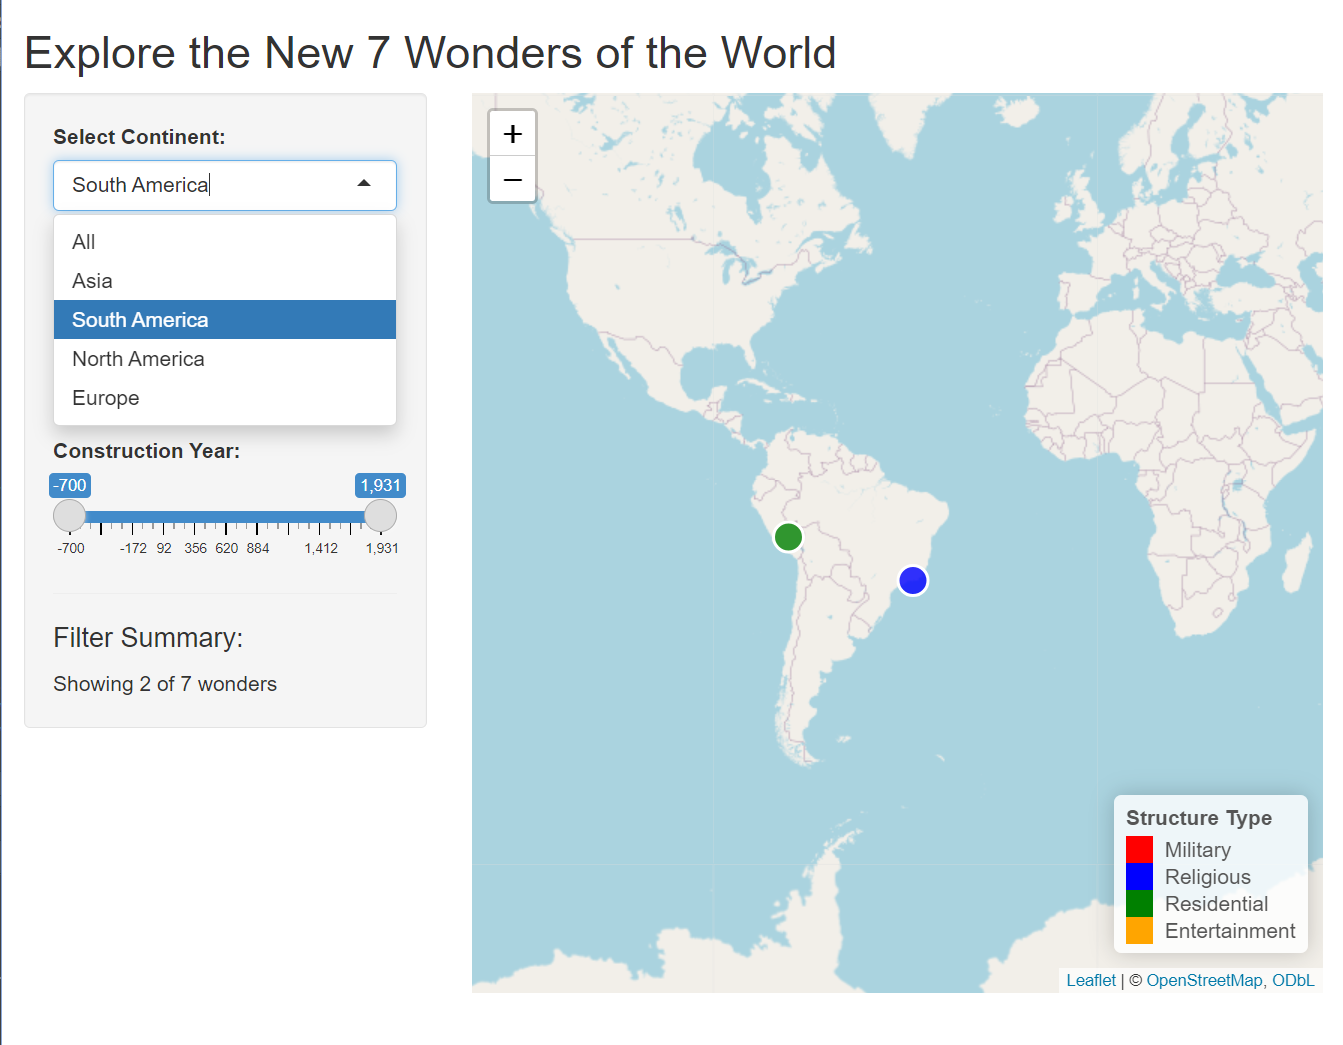 Explore the New 7 Wonders of the World
Select Continent:
South America
All
Asia
South America
North America
Europe
Construction Year:
-700 1,931
-700 -172 92 356 620 884 1,412 1,931
Filter Summary:
Showing 2 of 7 wonders
+
−
Structure Type
Military
Religious
Residential
Entertainment
Leaflet | © OpenStreetMap, ODbL